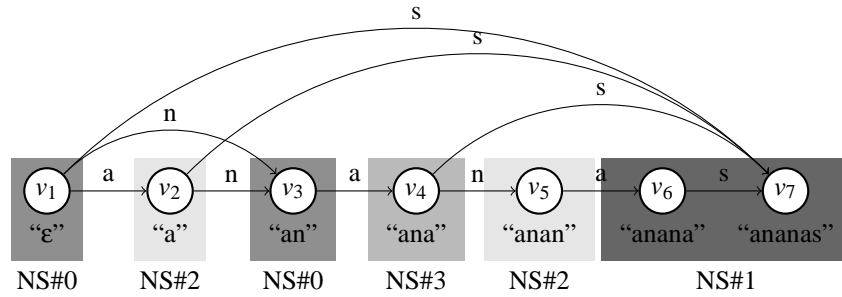 s
s
s
n
a n a n a s
v1 v2 v3 v4 v5 v6 v7
“ε” “a” “an” “ana” “anan” “anana” “ananas”
NS#0 NS#2 NS#0 NS#3 NS#2 NS#1